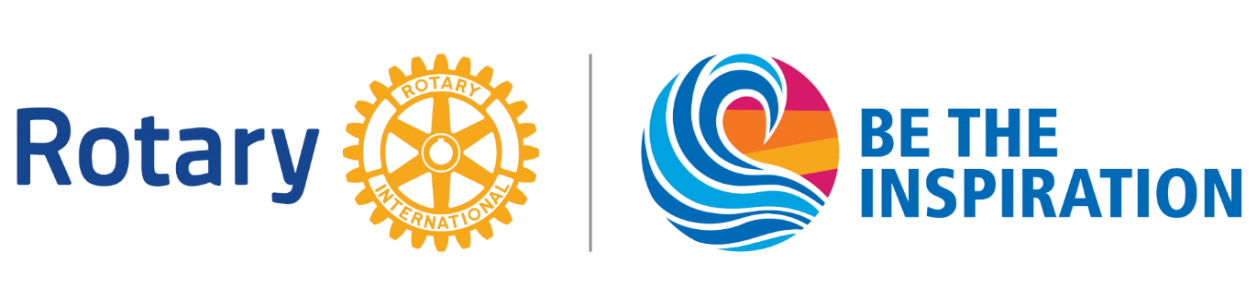 Rotary
ROTARY
INTERNATIONAL
BE THE
INSPIRATION